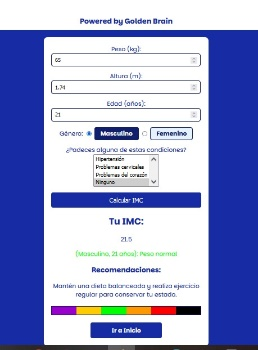 Powered by Golden Brain
Peso (kg):
65
Altura (m):
1.74
Edad (años):
21
Género: Masculino Femenino
¿Padeces alguna de estas condiciones?
Hipertensión
Problemas cervicales
Problemas del corazón
Ninguno
Calcular IMC
Tu IMC:
21.5
(Masculino, 21 años): Peso normal
Recomendaciones:
Mantén una dieta balanceada y realiza ejercicio
regular para conservar tu estado.
Ir a Inicio